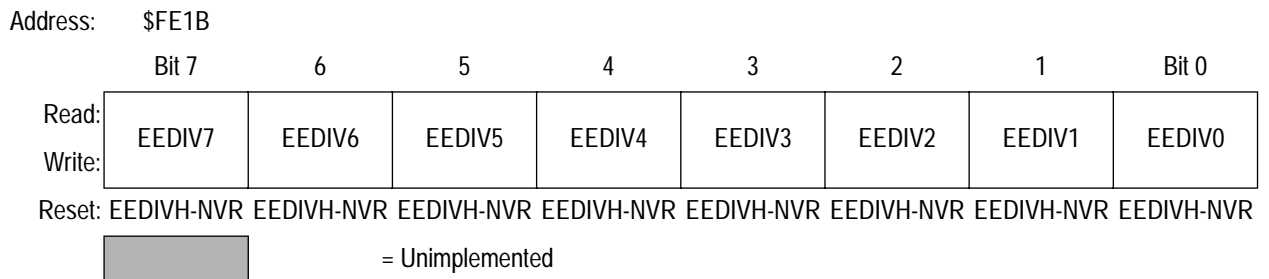 Address: $FE1B
Bit 7 6 5 4 3 2 1 Bit 0
Read:
EEDIV7 EEDIV6 EEDIV5 EEDIV4 EEDIV3 EEDIV2 EEDIV1 EEDIV0
Write:
Reset: EEDIVH-NVR EEDIVH-NVR EEDIVH-NVR EEDIVH-NVR EEDIVH-NVR EEDIVH-NVR EEDIVH-NVR EEDIVH-NVR
= Unimplemented